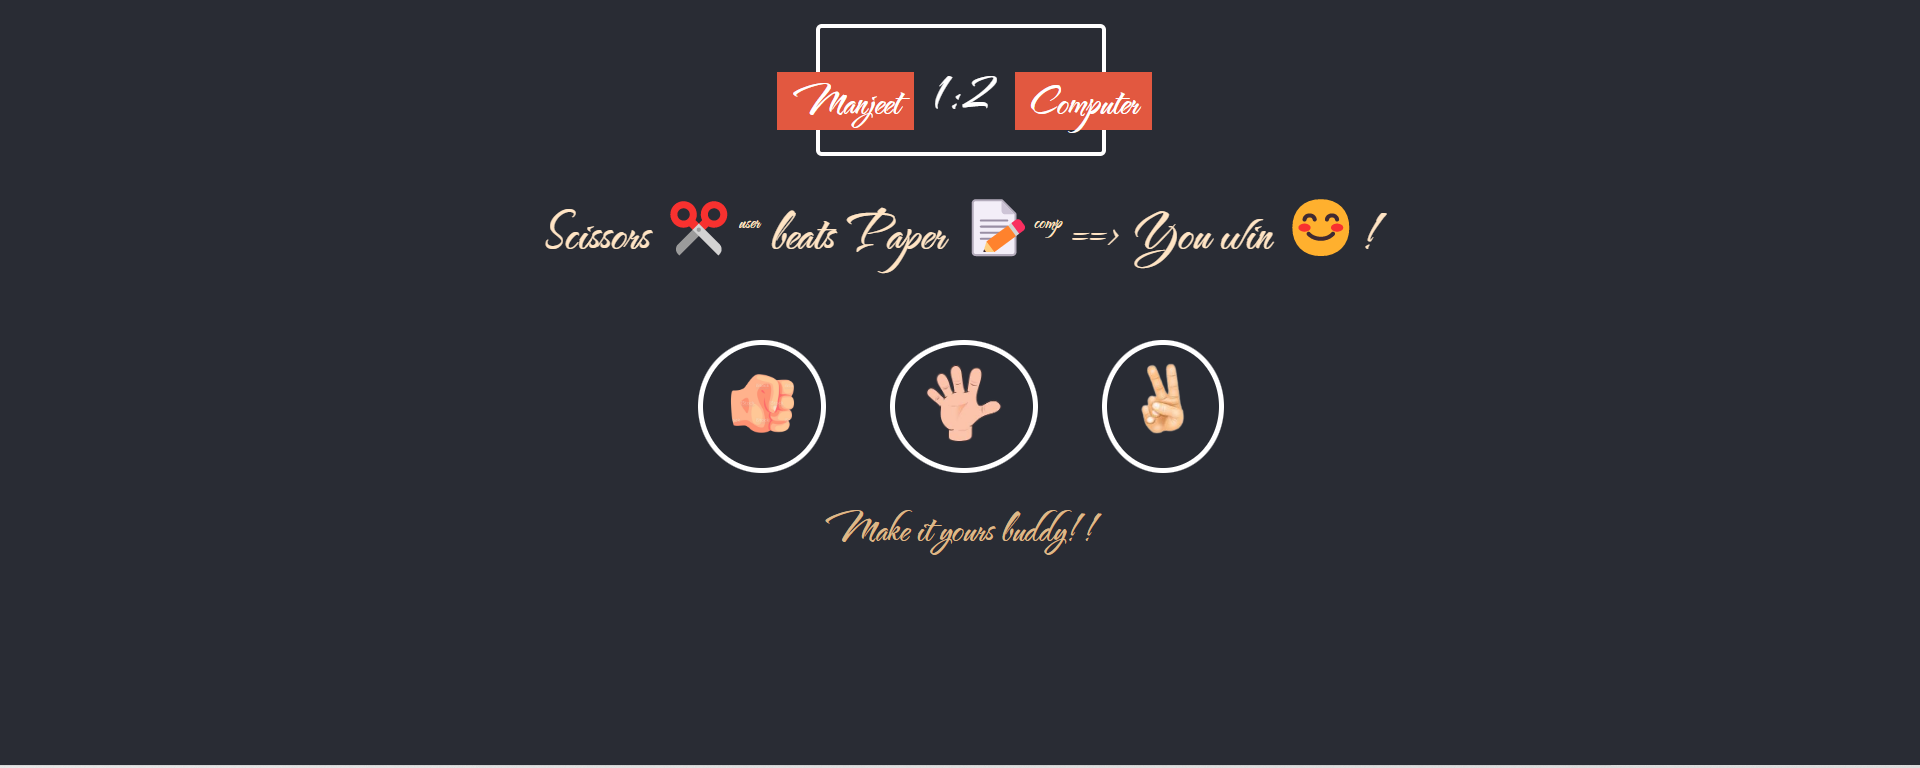 Manjeet 1:2 Computer
Scissors user beats Paper comp ==> You win !
Make it yours buddy!!